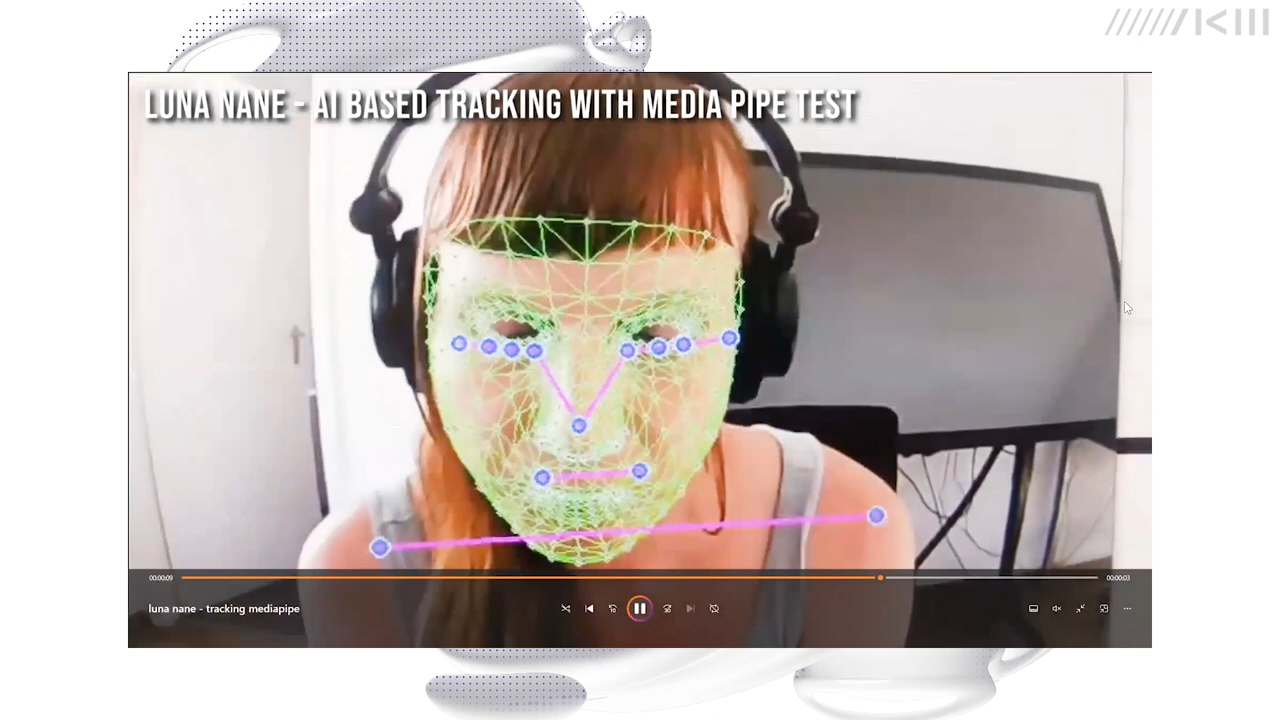 LUNA NANE - AI BASED TRACKING WITH MEDIA PIPE TEST
00:00:09
00:00:03
luna nane - tracking mediapipe